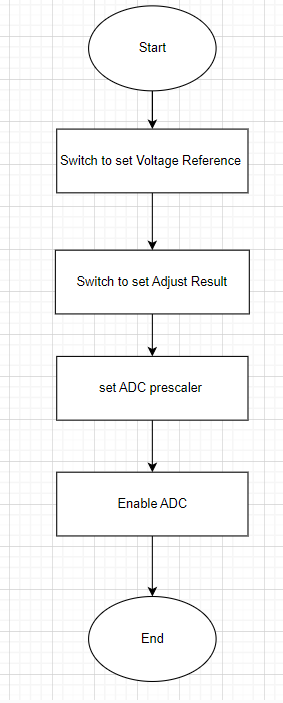 Start
Switch to set Voltage Reference
Switch to set Adjust Result
set ADC prescaler
Enable ADC
End